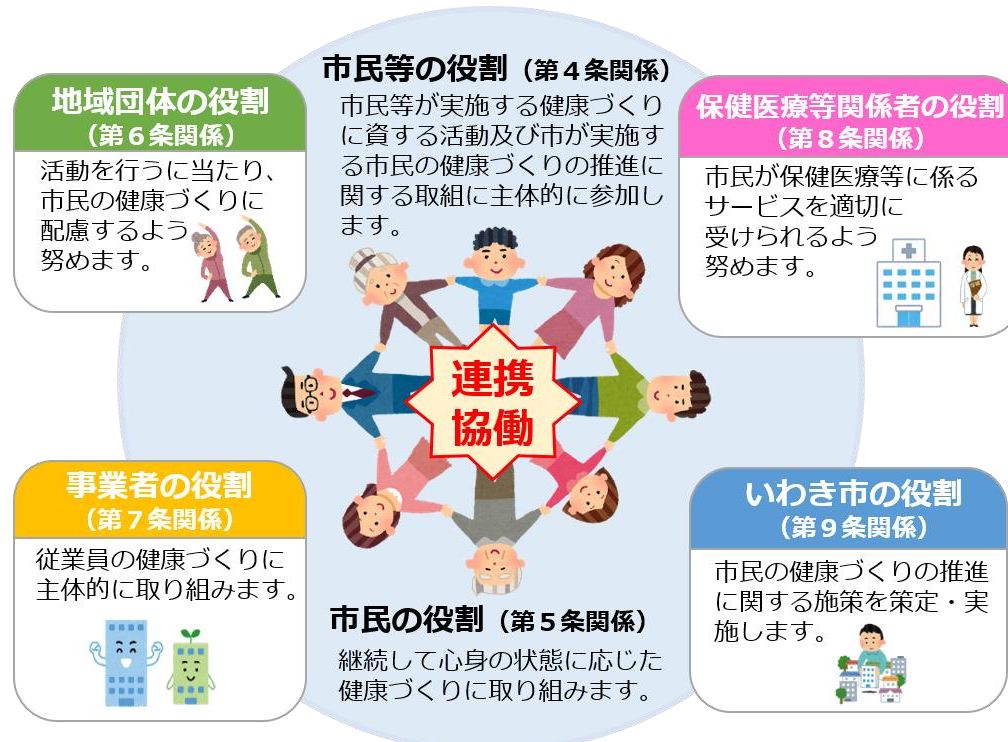 市民等の役割（第４条関係）
市民等が実施する健康づくり
に資する活動及び市が実施す
る市民の健康づくりの推進に
関する取組に主体的に参加し
ます。
地域団体の役割
（第６条関係）
活動を行うに当たり、
市民の健康づくりに
配慮するよう
努めます。
保健医療等関係者の役割
（第８条関係）
市民が保健医療等に係る
サービスを適切に
受けられるよう
努めます。
連携
協働
事業者の役割
（第７条関係）
従業員の健康づくりに
主体的に取り組みます。
いわき市の役割
（第９条関係）
市民の健康づくりの推進
に関する施策を策定・実
施します。
市民の役割（第５条関係）
継続して心身の状態に応じた
健康づくりに取り組みます。